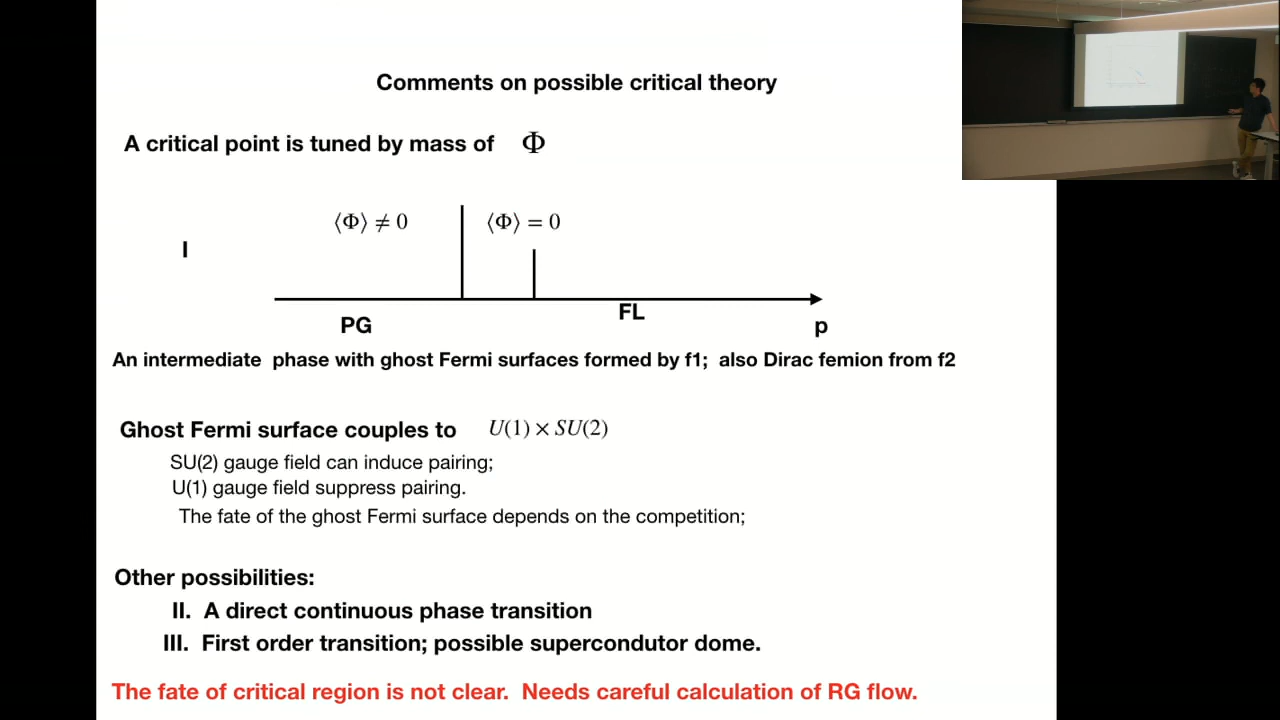 Comments on possible critical theory
A critical point is tuned by mass of Φ
⟨Φ⟩ ≠ 0 ⟨Φ⟩ = 0
I
FL
PG p
An intermediate phase with ghost Fermi surfaces formed by f1; also Dirac femion from f2
Ghost Fermi surface couples to U(1) × SU(2)
SU(2) gauge field can induce pairing;
U(1) gauge field suppress pairing.
The fate of the ghost Fermi surface depends on the competition;
Other possibilities:
II. A direct continuous phase transition
III. First order transition; possible supercondutor dome.
The fate of critical region is not clear. Needs careful calculation of RG flow.